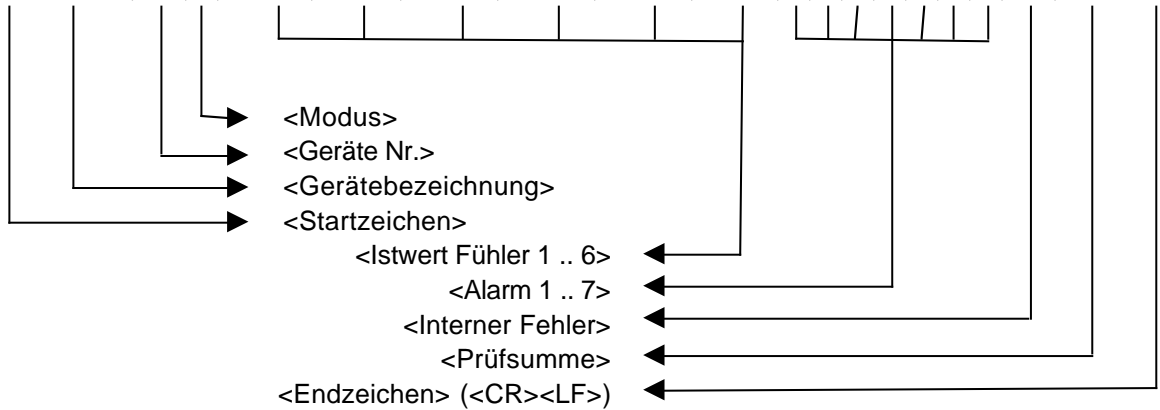 <Modus>
<Geräte Nr.>
<Gerätebezeichnung>
<Startzeichen>
<Istwert Fühler 1 .. 6>
<Alarm 1 .. 7>
<Interner Fehler>
<Prüfsumme>
<Endzeichen> (<CR><LF>)